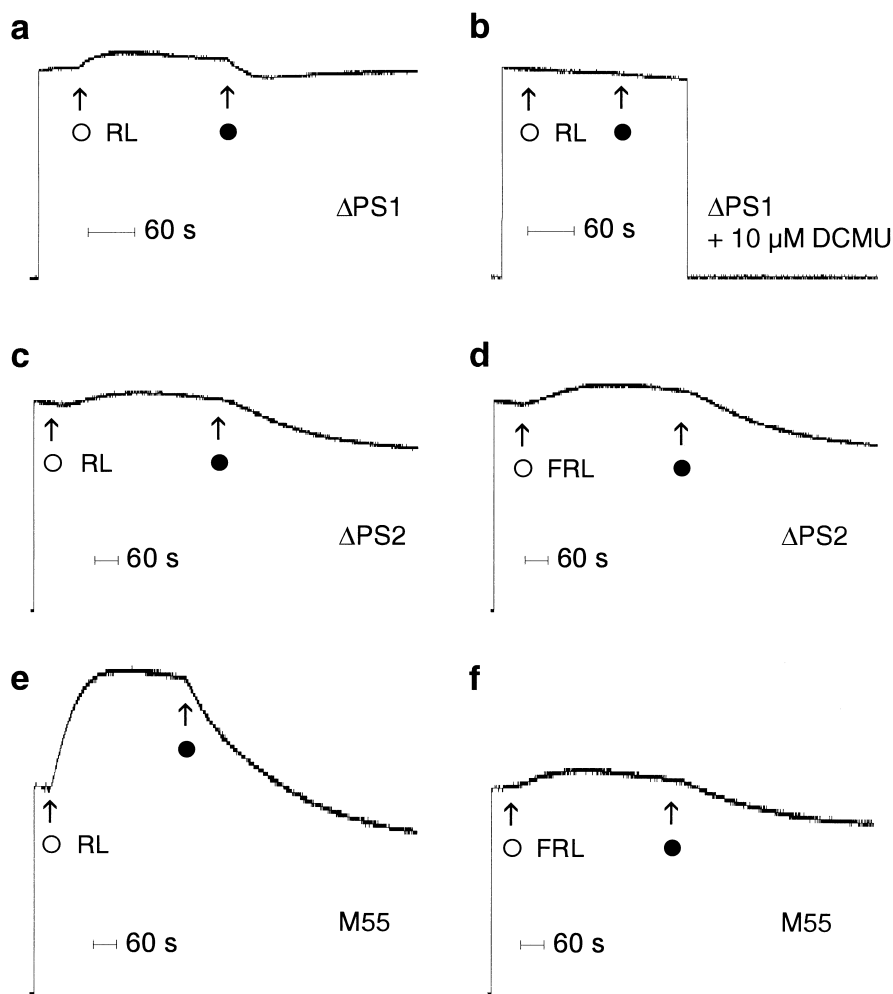 a
RL
60 s
ΔPS1
b
RL
60 s
ΔPS1
+ 10 µM DCMU
c
RL
60 s
ΔPS2
d
FRL
60 s
ΔPS2
e
RL
60 s
M55
f
FRL
60 s
M55